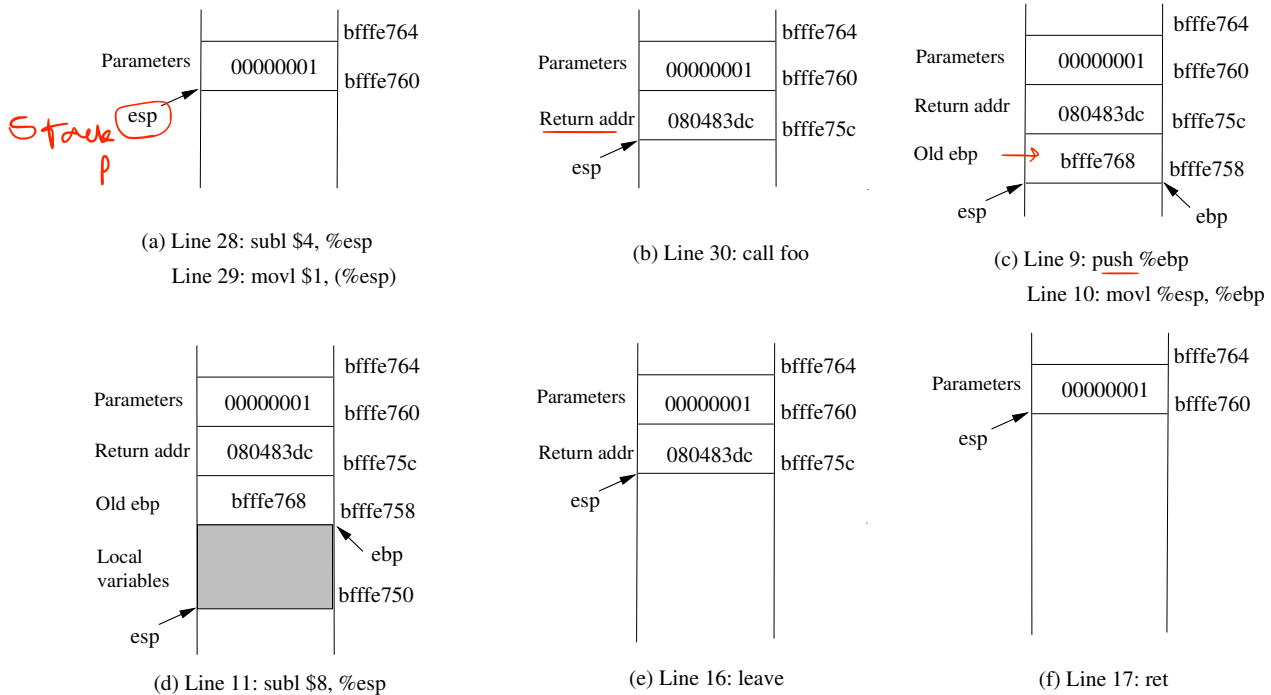 bfffe764
Parameters 00000001
bfffe760
esp
Stack
p
(a) Line 28: subl $4, %esp
Line 29: movl $1, (%esp)
bfffe764
Parameters 00000001
bfffe760
Return addr 080483dc
bfffe75c
esp
(b) Line 30: call foo
bfffe764
Parameters 00000001
bfffe760
Return addr 080483dc
bfffe75c
Old ebp bfffe768
bfffe758
esp
ebp
(c) Line 9: push %ebp
Line 10: movl %esp, %ebp
bfffe764
Parameters 00000001
bfffe760
Return addr 080483dc
bfffe75c
Old ebp bfffe768
bfffe758
ebp
Local
variables
bfffe750
esp
(d) Line 11: subl $8, %esp
bfffe764
Parameters 00000001
bfffe760
Return addr 080483dc
bfffe75c
esp
(e) Line 16: leave
bfffe764
Parameters 00000001
bfffe760
esp
(f) Line 17: ret